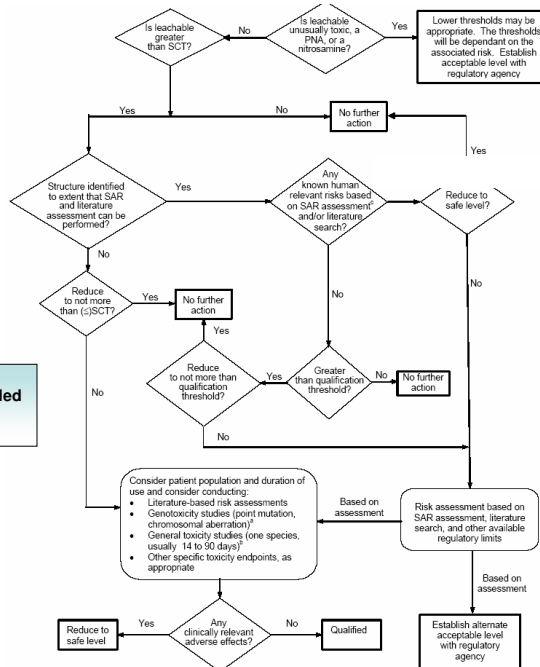 Is leachable
greater
than SCT?
No
Is leachable
unusually toxic, a
PNA, or a
nitrosamine?
Yes
Lower thresholds may be
appropriate. The thresholds
will be dependant on the
associated risk. Establish
acceptable level with
regulatory agency
Yes
No
No further
action
Yes
Structure identified
to extent that SAR
and literature
assessment can be
performed?
Yes
Any
known human
relevant risks based
on SAR assessment
and/or literature
search?
Reduce to
safe level?
No
No
No
Reduce
to not more
than (≤)SCT?
Yes
No further
action
Yes
No
Reduce
to not more than
qualification
threshold?
Yes
Greater
than qualification
threshold?
No
No further
action
No
Consider patient population and duration of
use and consider conducting:
• Literature-based risk assessments
• Genotoxicity studies (point mutation,
chromosomal aberration)ᵃ
• General toxicity studies (one species,
usually 14 to 90 days)ᵇ
• Other specific toxicity endpoints, as
appropriate
Based on
assessment
Risk assessment based on
SAR assessment, literature
search, and other available
regulatory limits
Based on
assessment
Establish alternate
acceptable level
with regulatory
agency
Reduce to
safe level
Yes
Any
clinically relevant
adverse effects?
No
Qualified